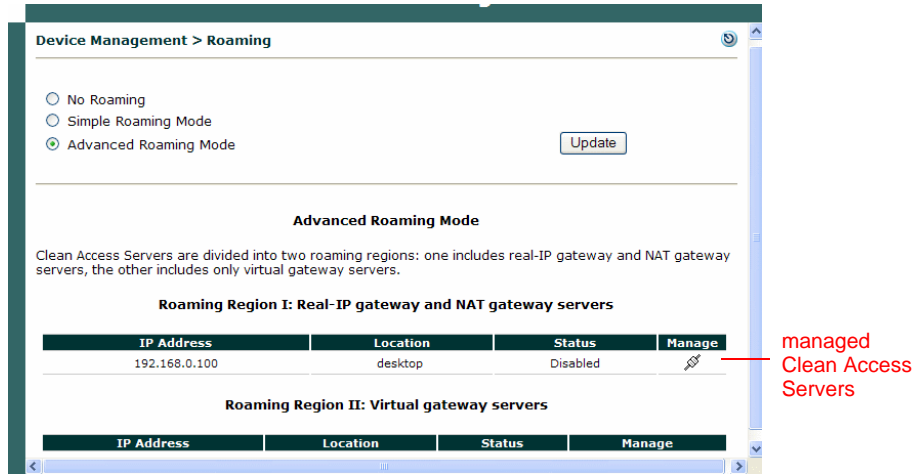 Device Management > Roaming
No Roaming
Simple Roaming Mode
Advanced Roaming Mode
Update
Advanced Roaming Mode
Clean Access Servers are divided into two roaming regions: one includes real-IP gateway and NAT gateway
servers, the other includes only virtual gateway servers.
Roaming Region I: Real-IP gateway and NAT gateway servers
IP Address Location Status Manage
192.168.0.100 desktop Disabled
managed
Clean Access
Servers
Roaming Region II: Virtual gateway servers
IP Address Location Status Manage